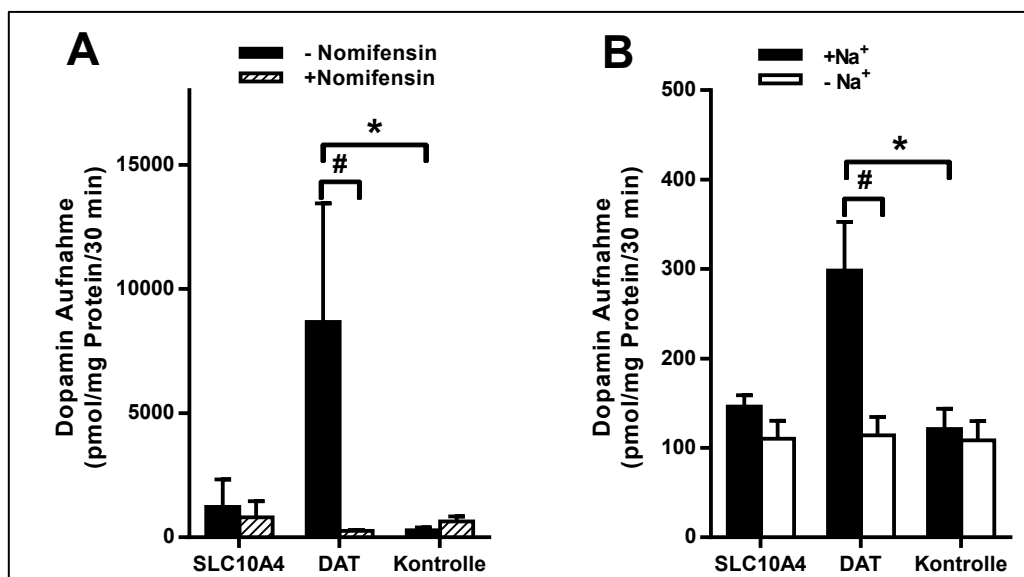 A
- Nomifensin
+Nomifensin
Dopamin Aufnahme
(pmol/mg Protein/30 min)
15000
10000
5000
0
*
#
SLC10A4 DAT Kontrolle
B
+Na⁺
- Na⁺
Dopamin Aufnahme
(pmol/mg Protein/30 min)
500
400
300
200
100
0
*
#
SLC10A4 DAT Kontrolle